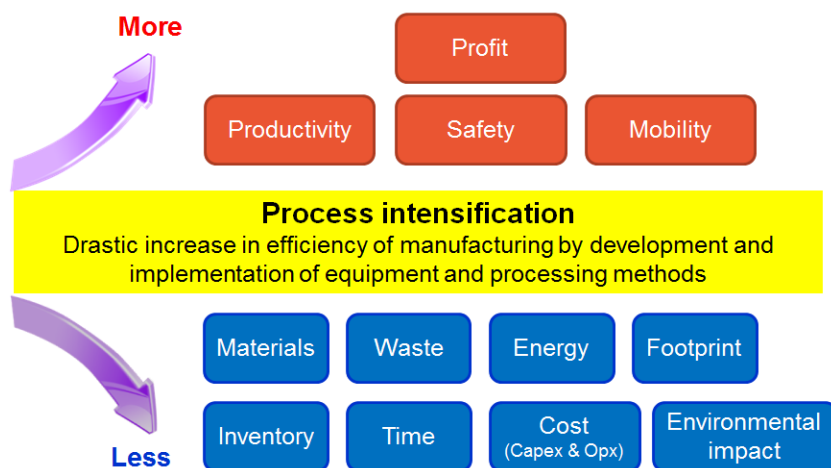 More
Profit
Productivity
Safety
Mobility
Process intensification
Drastic increase in efficiency of manufacturing by development and
implementation of equipment and processing methods
Materials
Waste
Energy
Footprint
Inventory
Time
Cost
(Capex & Opx)
Environmental
impact
Less